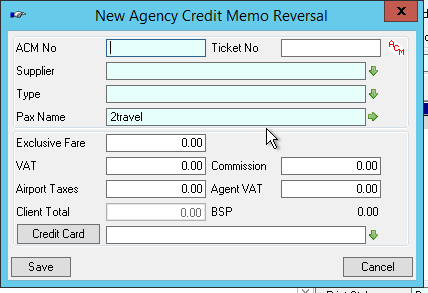 New Agency Credit Memo Reversal
X
ACM No Ticket No ACM
Supplier
Type
Pax Name 2travel
Exclusive Fare 0.00
VAT 0.00 Commission 0.00
Airport Taxes 0.00 Agent VAT 0.00
Client Total 0.00 BSP 0.00
Credit Card
Save Cancel